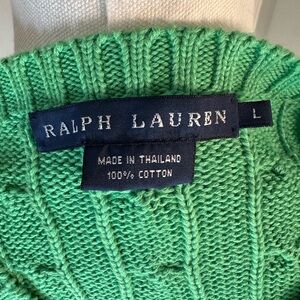 RALPH LAUREN L
MADE IN THAILAND
100% COTTON